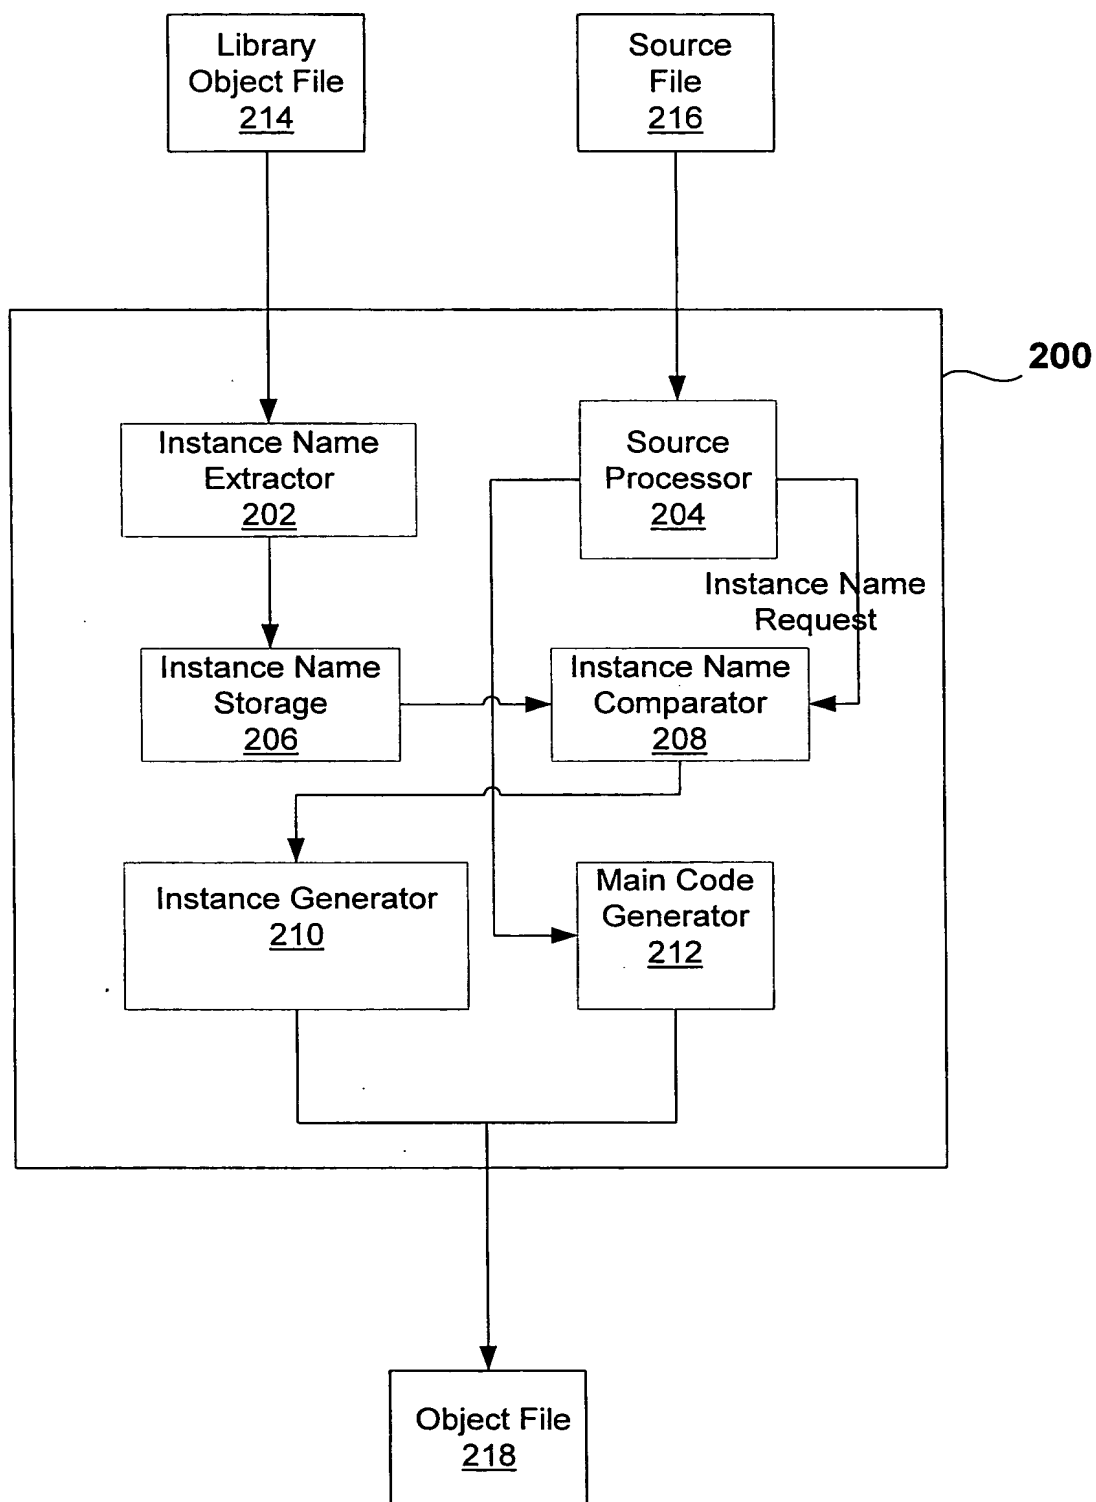 Library
Object File
214
Source
File
216
200
Instance Name
Extractor
202
Source
Processor
204
Instance Name
Request
Instance Name
Storage
206
Instance Name
Comparator
208
Instance Generator
210
Main Code
Generator
212
Object File
218